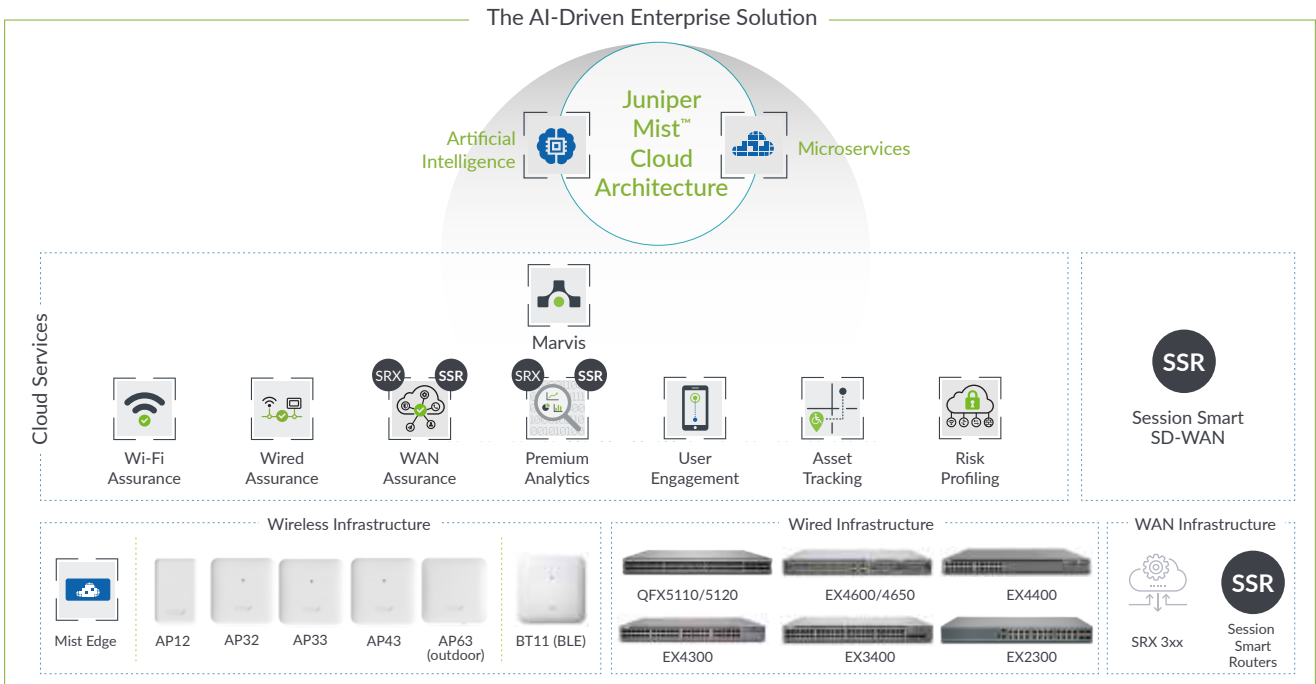 The AI-Driven Enterprise Solution
Juniper
Mist™
Cloud
Architecture
Artificial
Intelligence
Microservices
Cloud Services
Marvis
SRX
SSR
SRX
SSR
Wi-Fi
Assurance
Wired
Assurance
WAN
Assurance
Premium
Analytics
User
Engagement
Asset
Tracking
Risk
Profiling
SSR
Session Smart
SD-WAN
Wireless Infrastructure
Mist Edge
AP12
AP32
AP33
AP43
AP63
(outdoor)
BT11 (BLE)
Wired Infrastructure
QFX5110/5120
EX4600/4650
EX4400
EX4300
EX3400
EX2300
WAN Infrastructure
SRX 3xx
SSR
Session
Smart
Routers